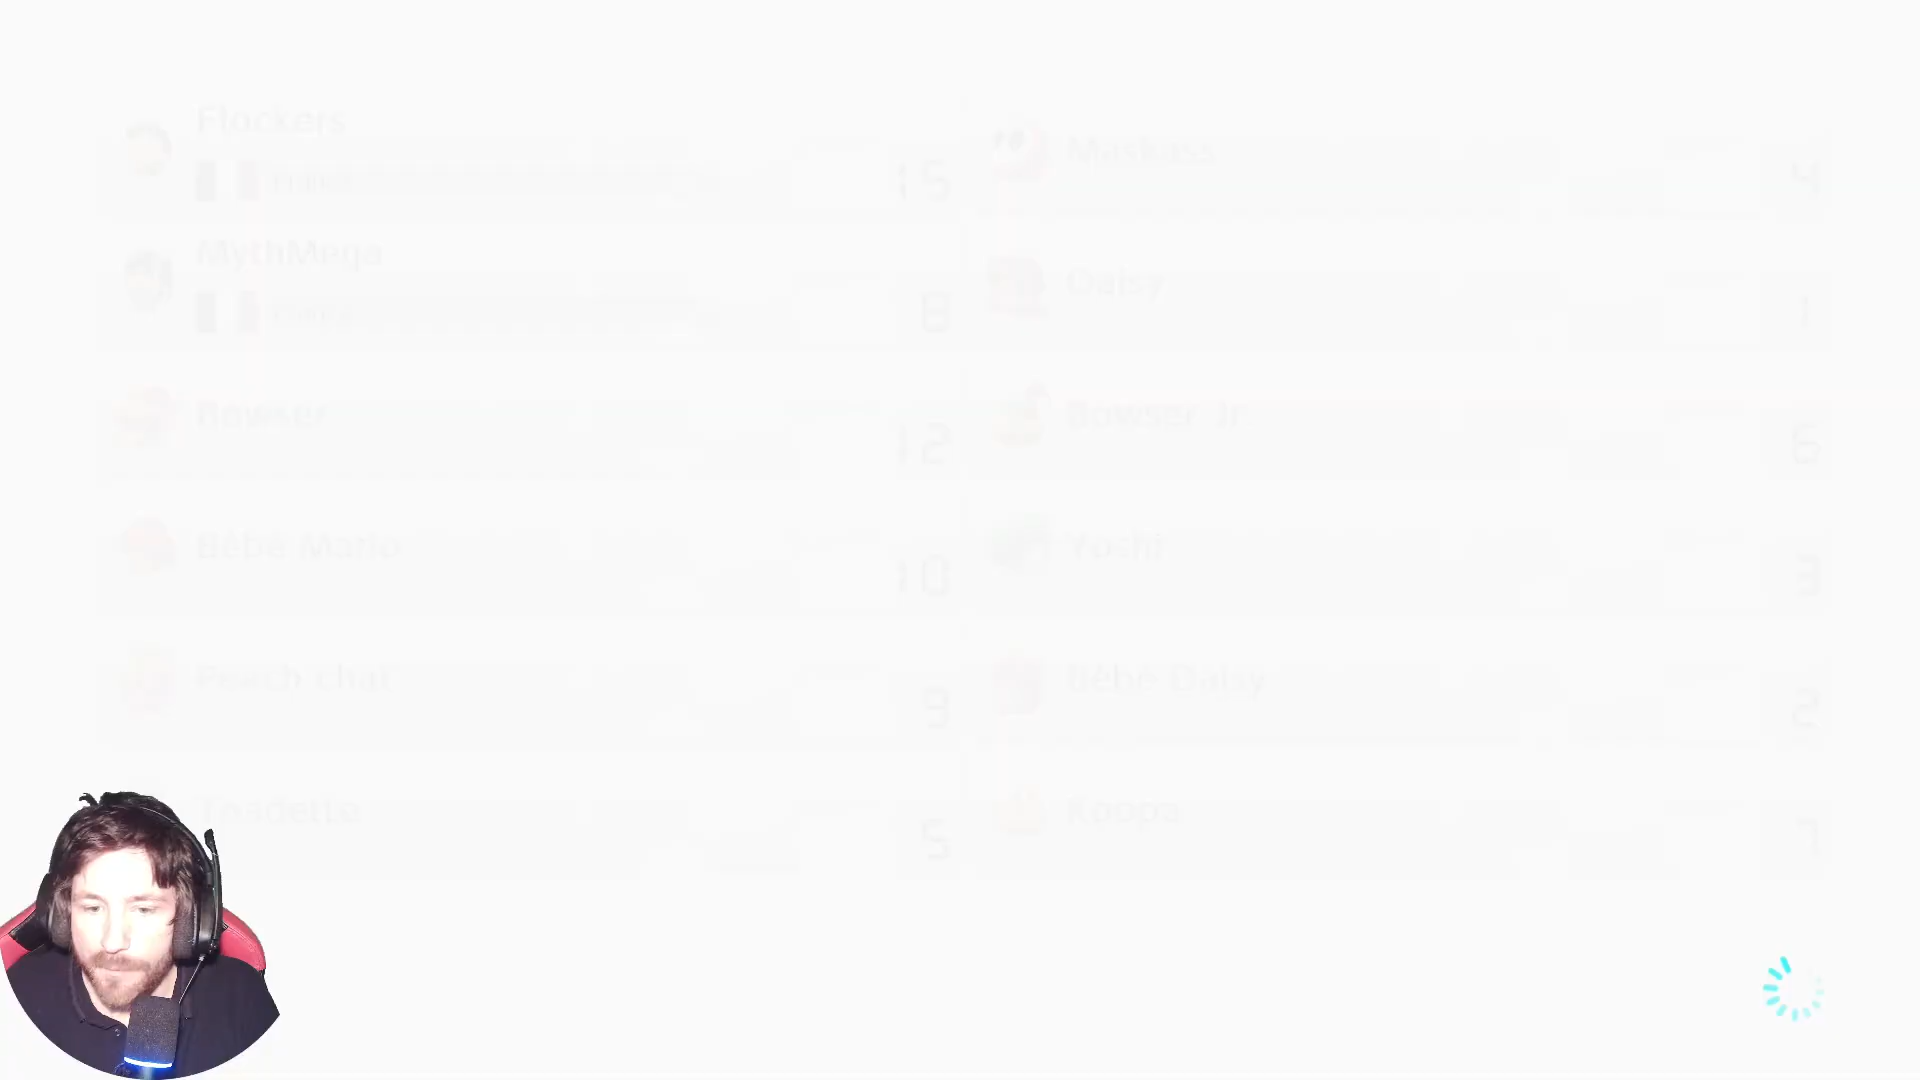 Flockers
15
MythMega
8
Bowser
12
Bébé Mario
10
Peach chat
9
Toadette
5
Maskass
4
Daisy
1
Bowser Jr
6
Yoshi
3
Bébé Daisy
2
Koopa
7